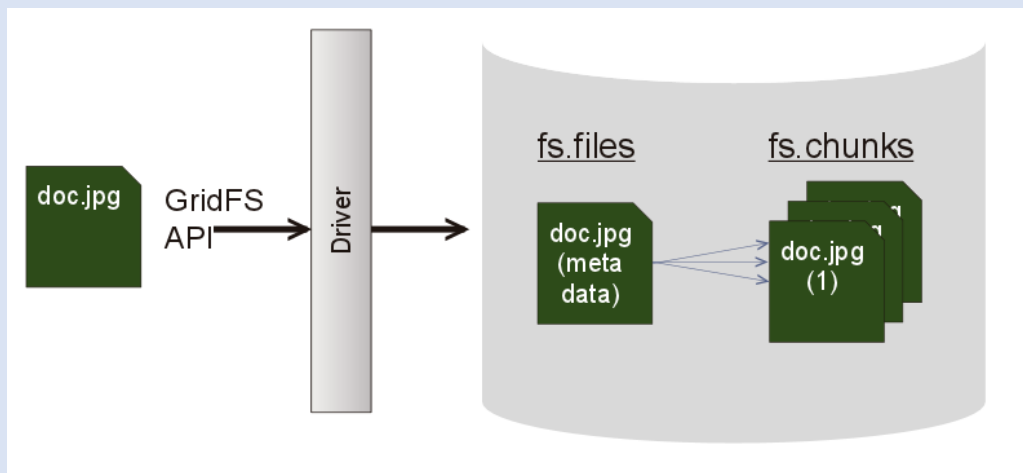 doc.jpg
GridFS
API
Driver
fs.files
fs.chunks
doc.jpg
(meta
data)
doc.jpg
(1)